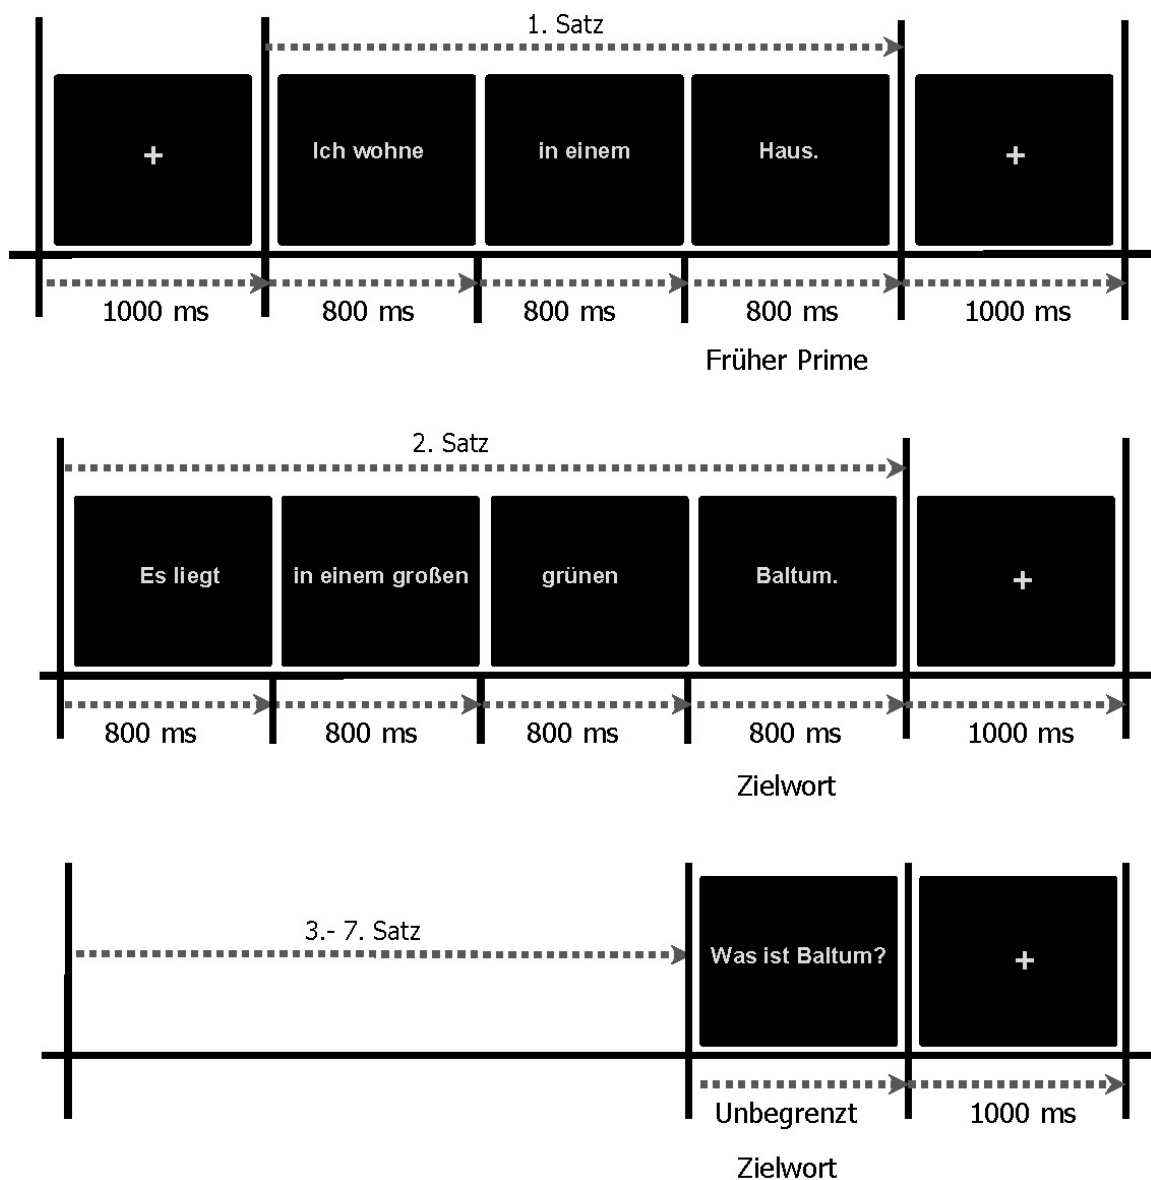 1. Satz
+
Ich wohne
in einem
Haus.
+
1000 ms
800 ms
800 ms
800 ms
1000 ms
Früher Prime
2. Satz
Es liegt
in einem großen
grünen
Baltum.
+
800 ms
800 ms
800 ms
800 ms
1000 ms
Zielwort
3.- 7. Satz
Was ist Baltum?
+
Unbegrenzt
1000 ms
Zielwort